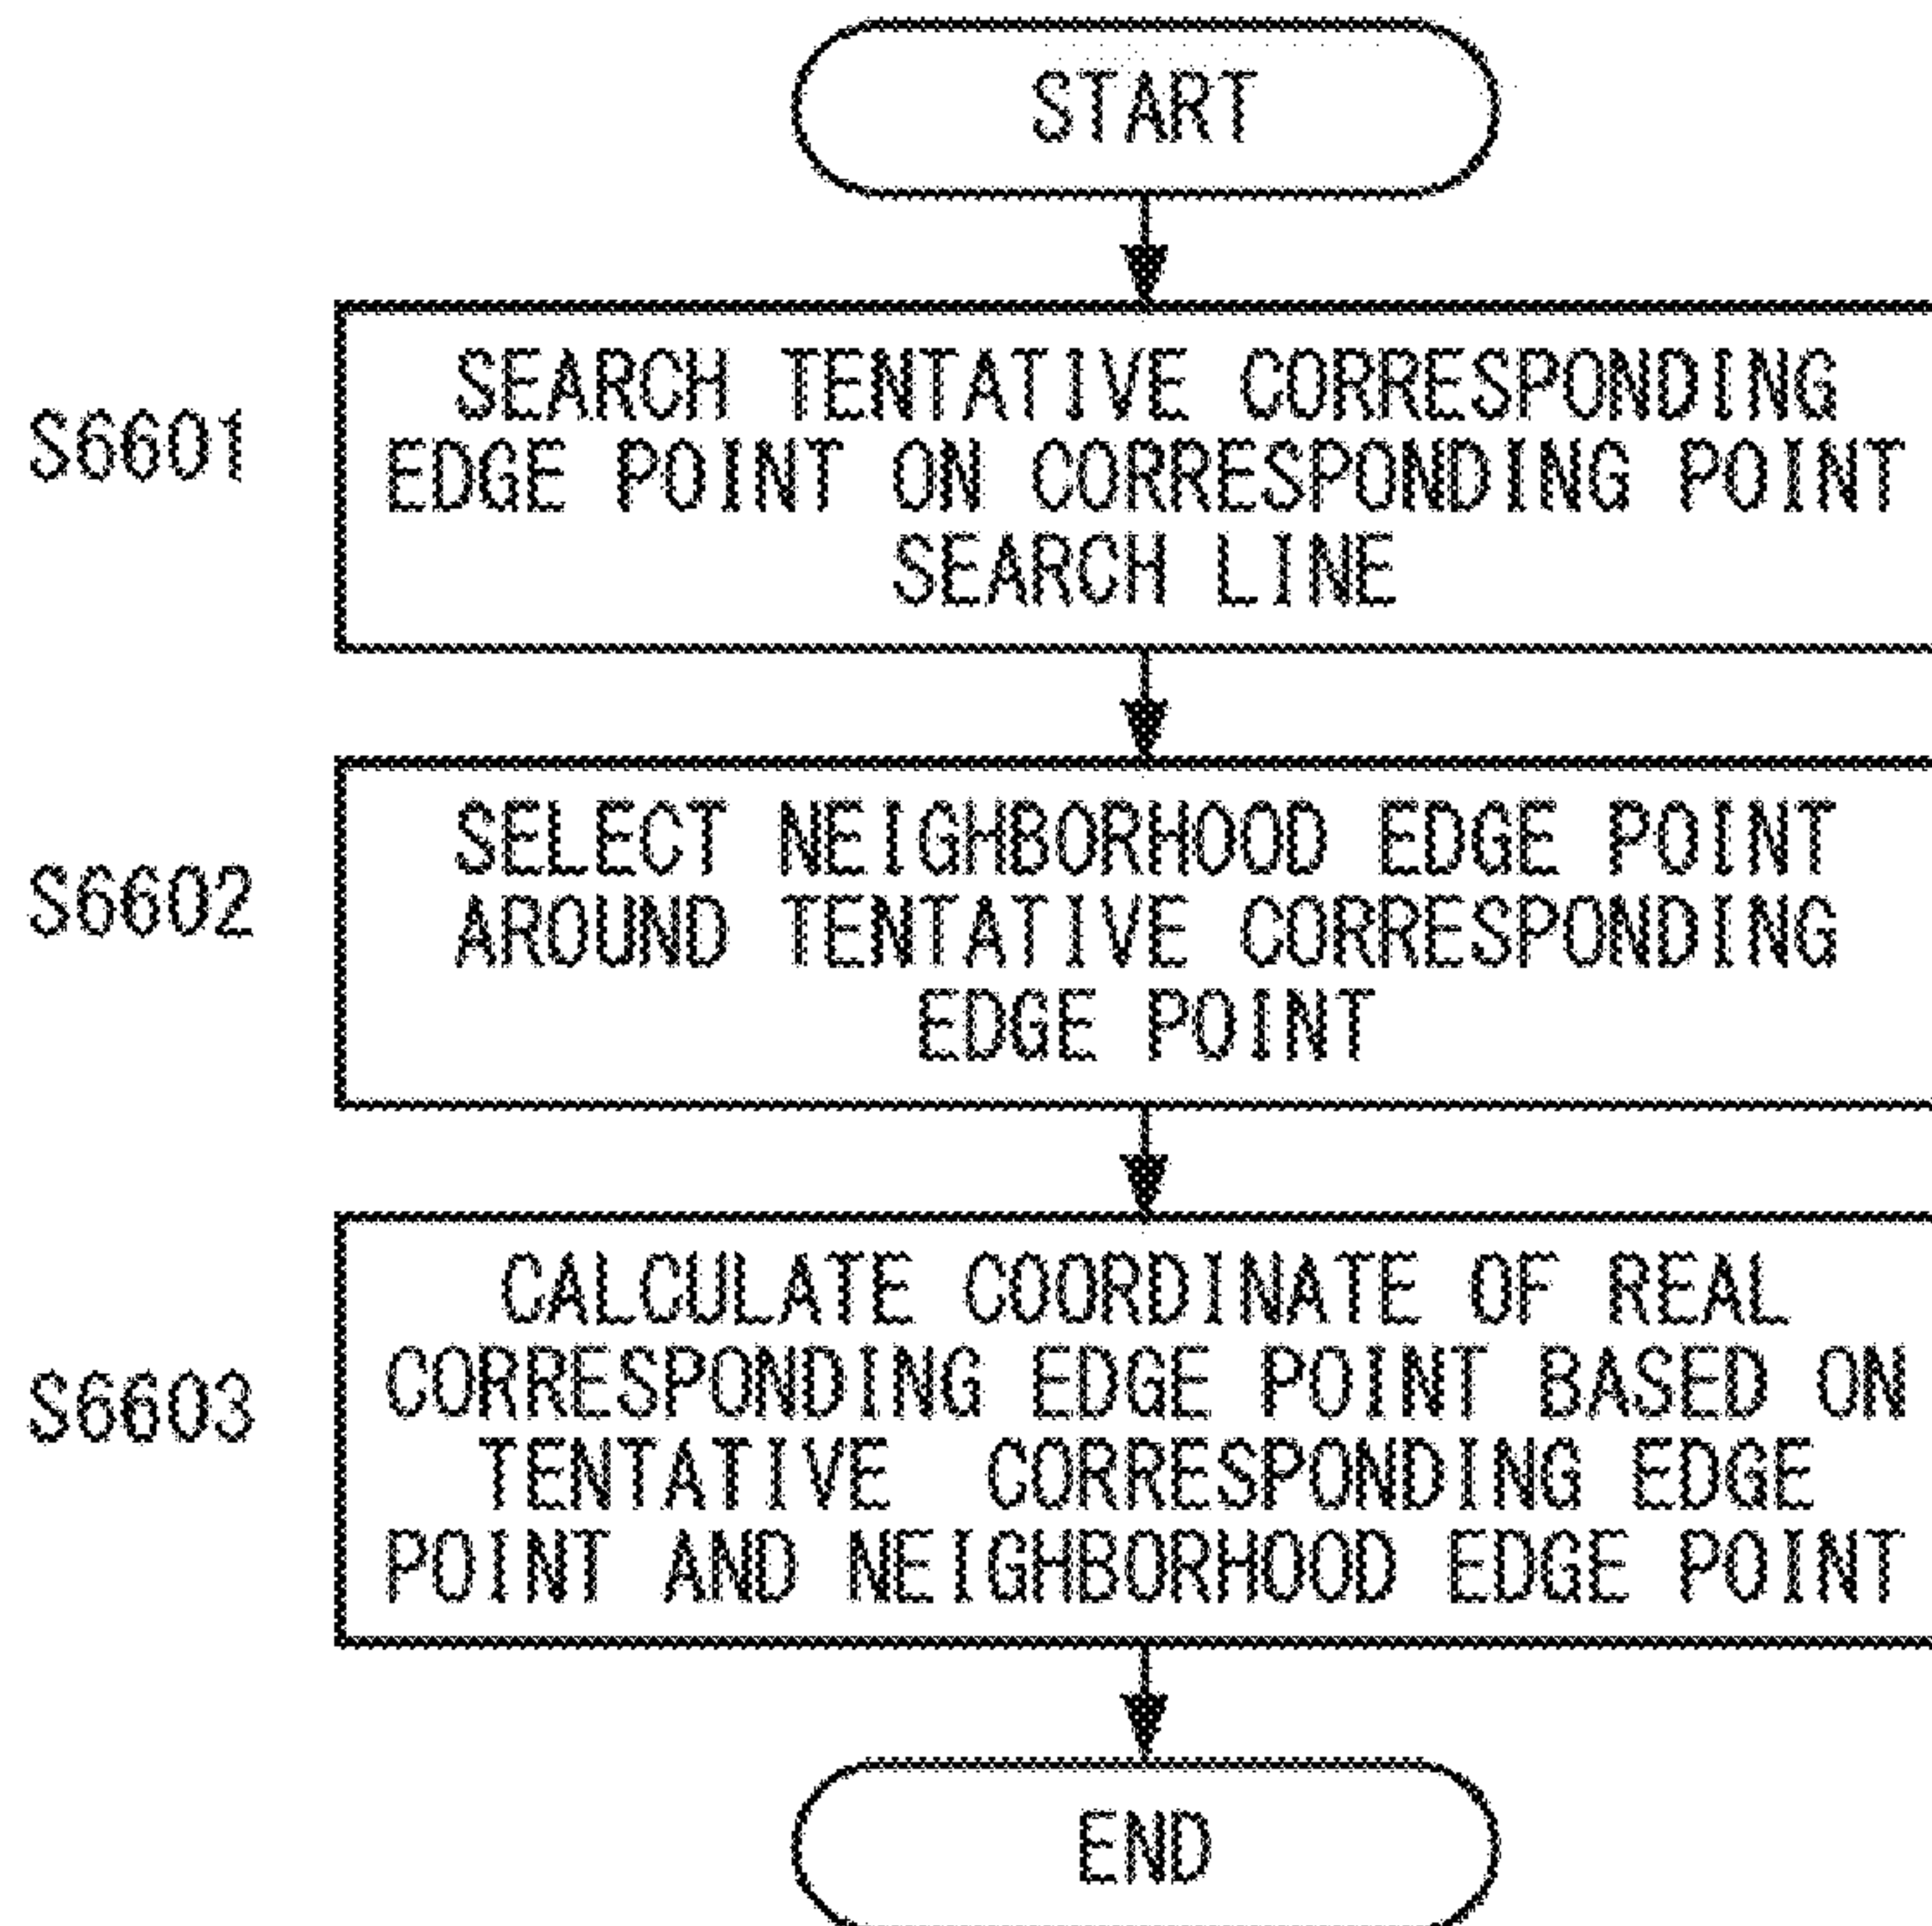 START
S6601
SEARCH TENTATIVE CORRESPONDING
EDGE POINT ON CORRESPONDING POINT
SEARCH LINE
S6602
SELECT NEIGHBORHOOD EDGE POINT
AROUND TENTATIVE CORRESPONDING
EDGE POINT
S6603
CALCULATE COORDINATE OF REAL
CORRESPONDING EDGE POINT BASED ON
TENTATIVE CORRESPONDING EDGE
POINT AND NEIGHBORHOOD EDGE POINT
END